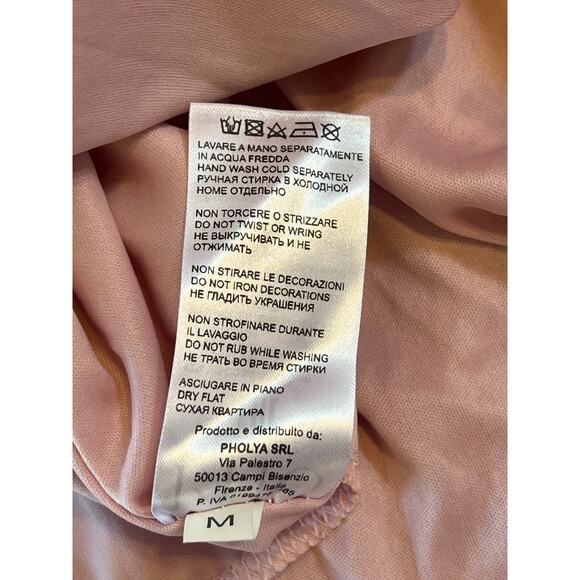 LAVARE A MANO SEPARATAMENTE
IN ACQUA FREDDA
HAND WASH COLD SEPARATELY
РУЧНАЯ СТИРКА В ХОЛОДНОЙ
НОМЕ ОТДЕЛЬНО
NON TORCERE O STRIZZARE
DO NOT TWIST OR WRING
НЕ ВЫКРУЧИВАТЬ И НЕ
ОТЖИМАТЬ
NON STIRARE LE DECORAZIONI
DO NOT IRON DECORATIONS
НЕ ГЛАДИТЬ УКРАШЕНИЯ
NON STROFINARE DURANTE
IL LAVAGGIO
DO NOT RUB WHILE WASHING
НЕ ТРАТЬ ВО ВРЕМЯ СТИРКИ
ASCIUGARE IN PIANO
DRY FLAT
СУХАЯ КВАРТИРА
Prodotto e distribuito da:
PHOLYA SRL
Via Palestro 7
50013 Campi Bisenzio
Firenze - Italia
P. IVA
M